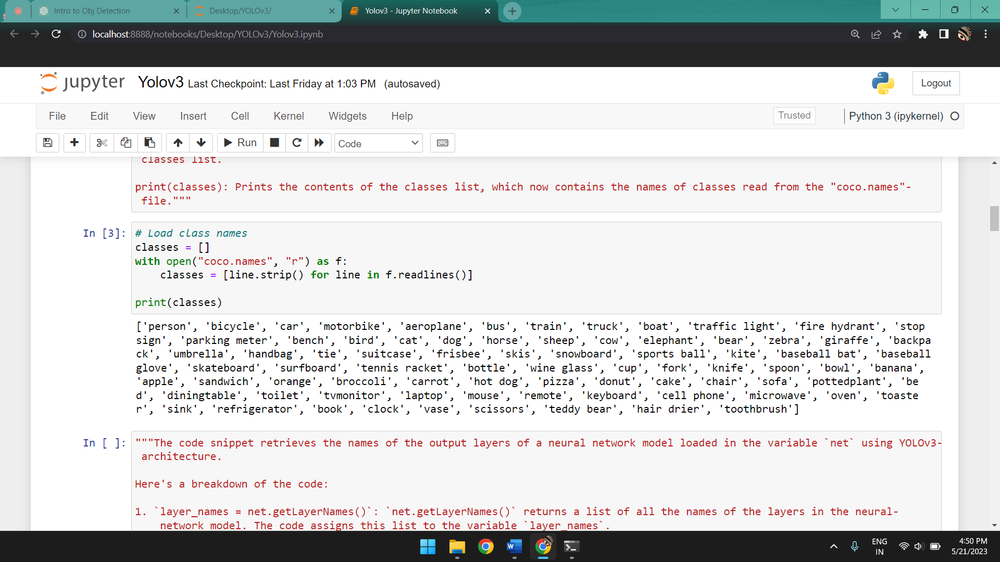 Intro to Obj Detection
Desktop/YOLOv3/
Yolov3 - Jupyter Notebook
localhost:8888/notebooks/Desktop/YOLOv3/Yolov3.ipynb
jupyter Yolov3 Last Checkpoint: Last Friday at 1:03 PM (autosaved)
Logout
File Edit View Insert Cell Kernel Widgets Help
Trusted
Python 3 (ipykernel)
Run
Code
classes list.
print(classes): Prints the contents of the classes list, which now contains the names of classes read from the "coco.names"-
file."""
In [3]:
# Load class names
classes = []
with open("coco.names", "r") as f:
    classes = [line.strip() for line in f.readlines()]
print(classes)
['person', 'bicycle', 'car', 'motorbike', 'aeroplane', 'bus', 'train', 'truck', 'boat', 'traffic light', 'fire hydrant', 'stop
sign', 'parking meter', 'bench', 'bird', 'cat', 'dog', 'horse', 'sheep', 'cow', 'elephant', 'bear', 'zebra', 'giraffe', 'backpa
ck', 'umbrella', 'handbag', 'tie', 'suitcase', 'frisbee', 'skis', 'snowboard', 'sports ball', 'kite', 'baseball bat', 'baseball
glove', 'skateboard', 'surfboard', 'tennis racket', 'bottle', 'wine glass', 'cup', 'fork', 'knife', 'spoon', 'bowl', 'banana',
'apple', 'sandwich', 'orange', 'broccoli', 'carrot', 'hot dog', 'pizza', 'donut', 'cake', 'chair', 'sofa', 'pottedplant', 'be
d', 'diningtable', 'toilet', 'tvmonitor', 'laptop', 'mouse', 'remote', 'keyboard', 'cell phone', 'microwave', 'oven', 'toaste
r', 'sink', 'refrigerator', 'book', 'clock', 'vase', 'scissors', 'teddy bear', 'hair drier', 'toothbrush']
In [ ]:
"""The code snippet retrieves the names of the output layers of a neural network model loaded in the variable `net` using YOLOv3-
architecture.
Here's a breakdown of the code:
1. `layer_names = net.getLayerNames()`: `net.getLayerNames()` returns a list of all the names of the layers in the neural-
network model. The code assigns this list to the variable `layer_names`.
ENG
IN
4:50 PM
5/21/2023